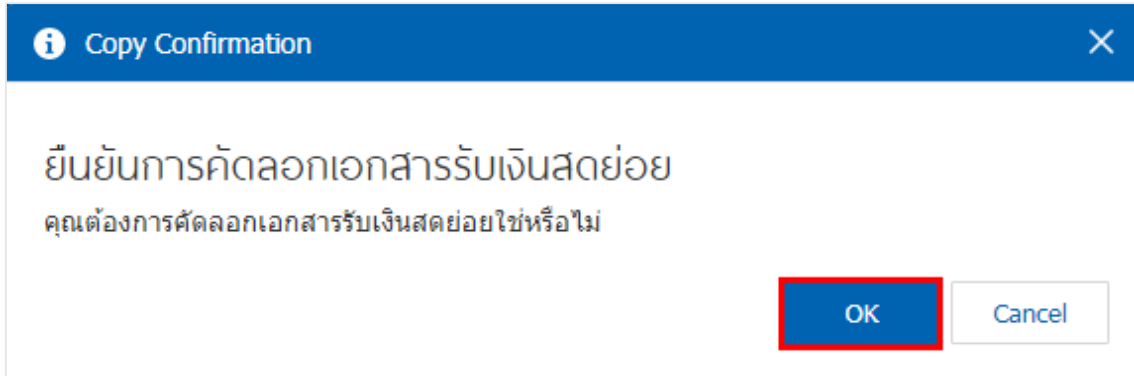 Copy Confirmation
ยืนยันการคัดลอกเอกสารรับเงินสดย่อย
คุณต้องการคัดลอกเอกสารรับเงินสดย่อยใช่หรือไม่
OK Cancel